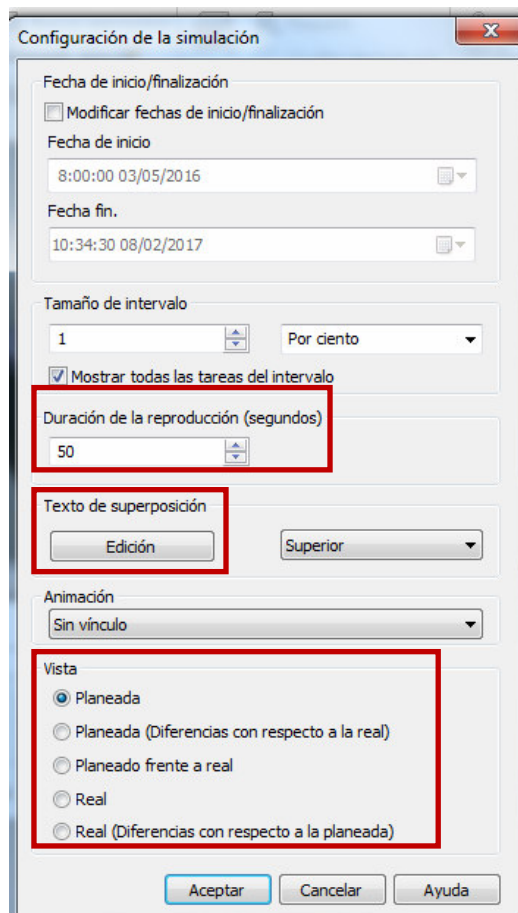 Configuración de la simulación
Fecha de inicio/finalización
Modificar fechas de inicio/finalización
Fecha de inicio
8:00:00 03/05/2016
Fecha fin.
10:34:30 08/02/2017
Tamaño de intervalo
1 Por ciento
Mostrar todas las tareas del intervalo
Duración de la reproducción (segundos)
50
Texto de superposición
Edición Superior
Animación
Sin vínculo
Vista
Planeada
Planeada (Diferencias con respecto a la real)
Planeado frente a real
Real
Real (Diferencias con respecto a la planeada)
Aceptar Cancelar Ayuda